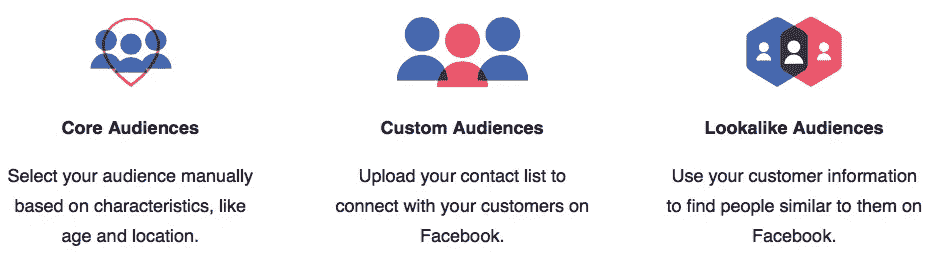 Core Audiences
Select your audience manually
based on characteristics, like
age and location.
Custom Audiences
Upload your contact list to
connect with your customers on
Facebook.
Lookalike Audiences
Use your customer information
to find people similar to them on
Facebook.